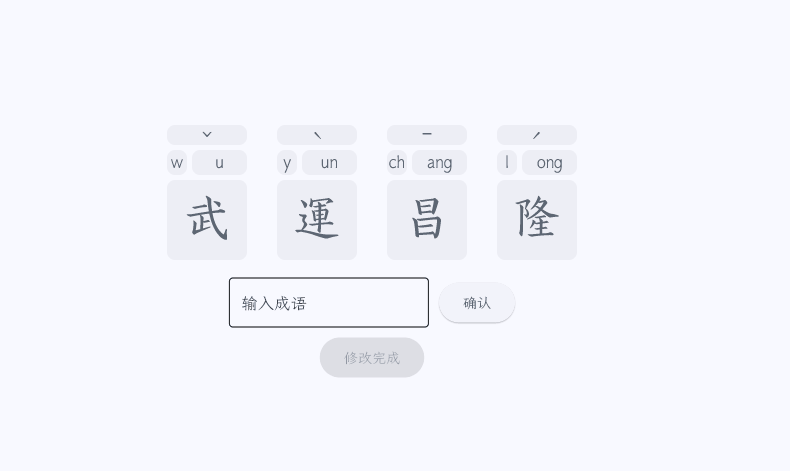 ˇ ˋ ˉ ˊ
w u y un ch ang l ong
武 運 昌 隆
输入成语 确认
修改完成